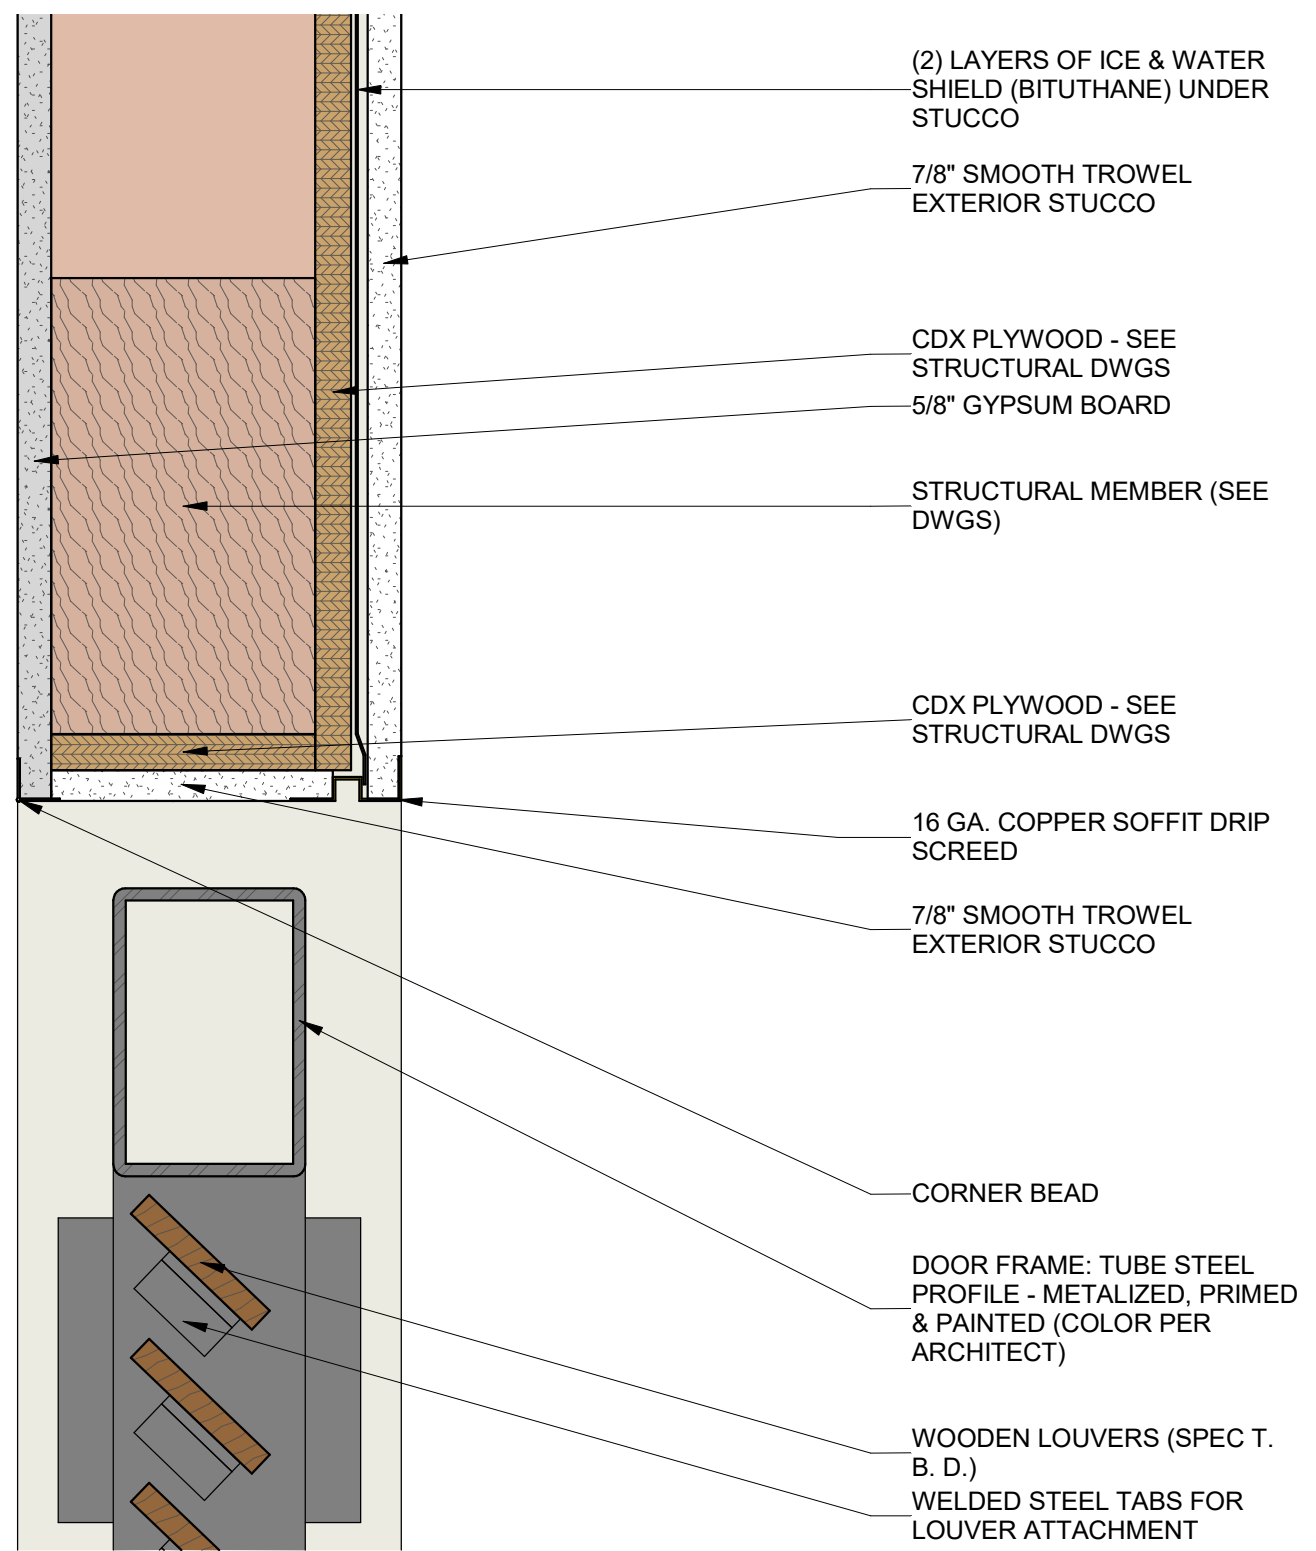 (2) LAYERS OF ICE & WATER
SHIELD (BITUTHANE) UNDER
STUCCO
7/8" SMOOTH TROWEL
EXTERIOR STUCCO
CDX PLYWOOD - SEE
STRUCTURAL DWGS
5/8" GYPSUM BOARD
STRUCTURAL MEMBER (SEE
DWGS)
CDX PLYWOOD - SEE
STRUCTURAL DWGS
16 GA. COPPER SOFFIT DRIP
SCREED
7/8" SMOOTH TROWEL
EXTERIOR STUCCO
CORNER BEAD
DOOR FRAME: TUBE STEEL
PROFILE - METALIZED, PRIMED
& PAINTED (COLOR PER
ARCHITECT)
WOODEN LOUVERS (SPEC T.
B. D.)
WELDED STEEL TABS FOR
LOUVER ATTACHMENT